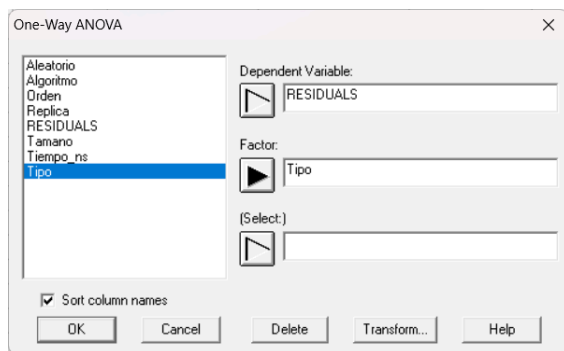 One-Way ANOVA
Aleatorio
Algoritmo
Orden
Replica
RESIDUALS
Tamano
Tiempo_ns
Tipo
Dependent Variable:
RESIDUALS
Factor:
Tipo
(Select:)
Sort column names
OK
Cancel
Delete
Transform...
Help